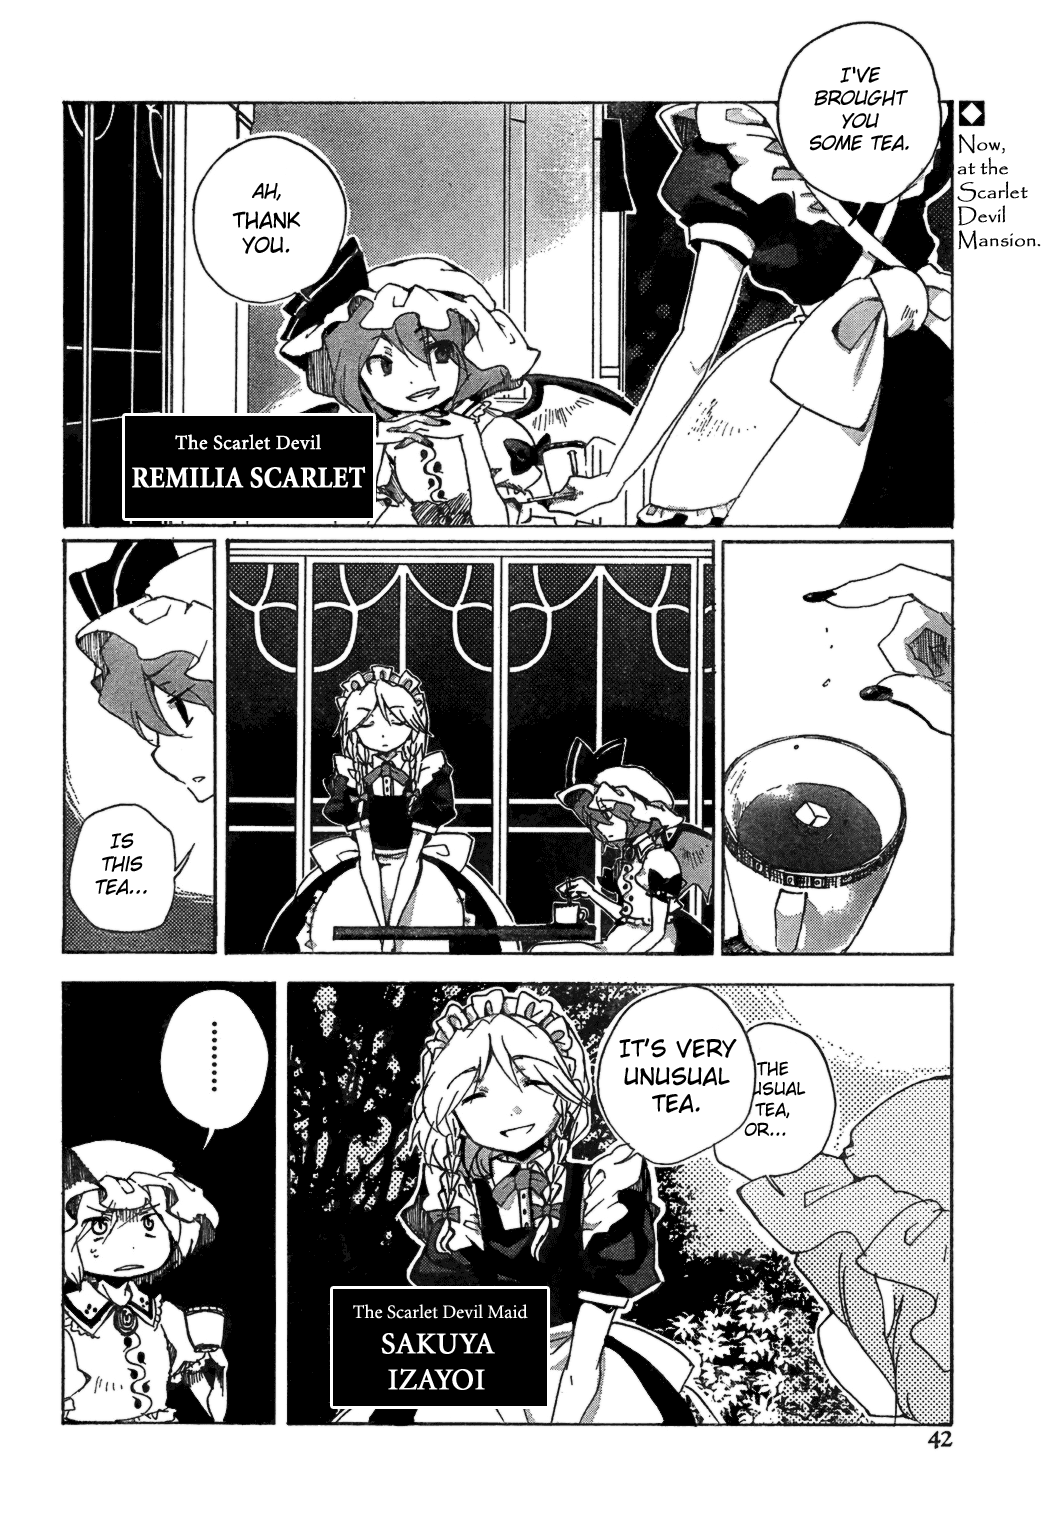 I'VE
BROUGHT
YOU
SOME TEA.
Now,
at the
Scarlet
Devil
Mansion.
AH,
THANK
YOU.
The Scarlet Devil
REMILIA SCARLET
IS
THIS
TEA...
THE
USUAL
TEA,
OR...
IT'S VERY
UNUSUAL
TEA.
The Scarlet Devil Maid
SAKUYA
IZAYOI
.........
42